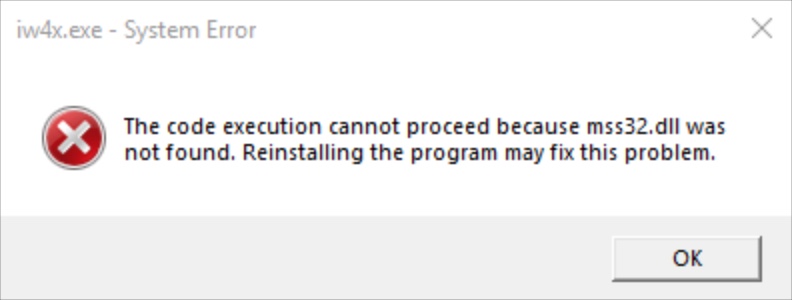 iw4x.exe - System Error
The code execution cannot proceed because mss32.dll was
not found. Reinstalling the program may fix this problem.
OK